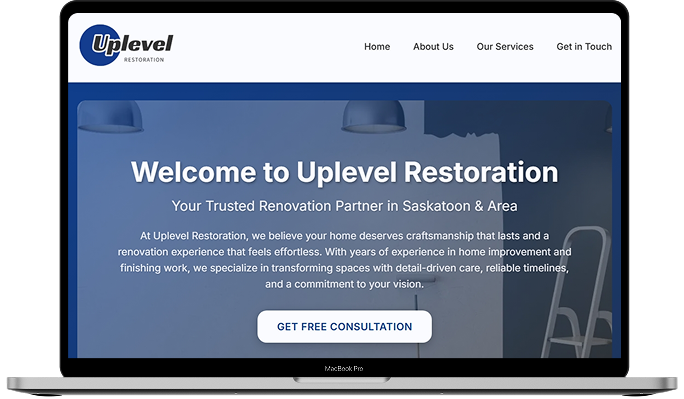 Uplevel
RESTORATION
Home About Us Our Services Get in Touch
Welcome to Uplevel Restoration
Your Trusted Renovation Partner in Saskatoon & Area
At Uplevel Restoration, we believe your home deserves craftsmanship that lasts and a
renovation experience that feels effortless. With years of experience in home improvement and
finishing work, we specialize in transforming spaces with detail-driven care, reliable timelines,
and a commitment to your vision.
GET FREE CONSULTATION
MacBook Pro